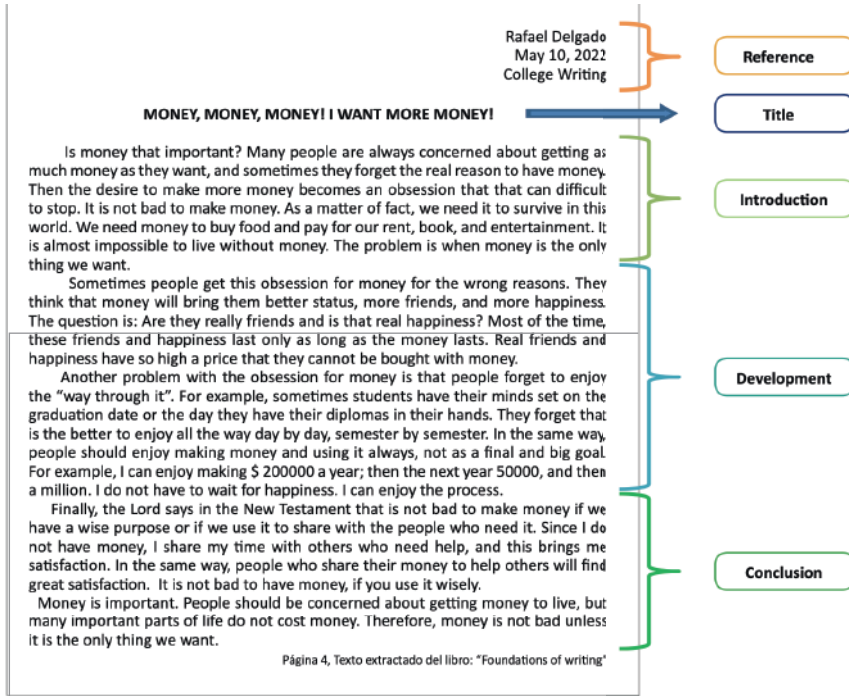 Rafael Delgado
May 10, 2022
College Writing
Reference
MONEY, MONEY, MONEY! I WANT MORE MONEY!
Title
Is money that important? Many people are always concerned about getting as
much money as they want, and sometimes they forget the real reason to have money.
Then the desire to make more money becomes an obsession that that can difficult
to stop. It is not bad to make money. As a matter of fact, we need it to survive in this
world. We need money to buy food and pay for our rent, book, and entertainment. It
is almost impossible to live without money. The problem is when money is the only
thing we want.
Introduction
Sometimes people get this obsession for money for the wrong reasons. They
think that money will bring them better status, more friends, and more happiness.
The question is: Are they really friends and is that real happiness? Most of the time,
these friends and happiness last only as long as the money lasts. Real friends and
happiness have so high a price that they cannot be bought with money.
Another problem with the obsession for money is that people forget to enjoy
the “way through it”. For example, sometimes students have their minds set on the
graduation date or the day they have their diplomas in their hands. They forget that
is the better to enjoy all the way day by day, semester by semester. In the same way,
people should enjoy making money and using it always, not as a final and big goal.
For example, I can enjoy making $ 200000 a year; then the next year 50000, and then
a million. I do not have to wait for happiness. I can enjoy the process.
Development
Finally, the Lord says in the New Testament that is not bad to make money if we
have a wise purpose or if we use it to share with the people who need it. Since I do
not have money, I share my time with others who need help, and this brings me
satisfaction. In the same way, people who share their money to help others will find
great satisfaction. It is not bad to have money, if you use it wisely.
Money is important. People should be concerned about getting money to live, but
many important parts of life do not cost money. Therefore, money is not bad unless
it is the only thing we want.
Conclusion
Página 4, Texto extractado del libro: “Foundations of writing”